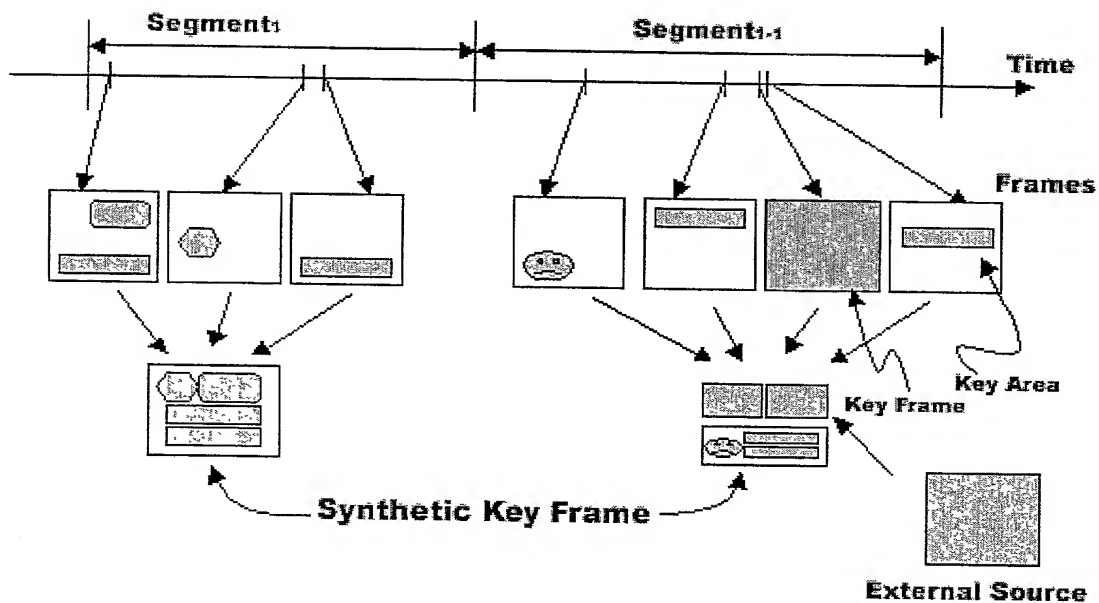 Segment1
Segment1-1
Time
Frames
Key Area
Key Frame
Synthetic Key Frame
External Source